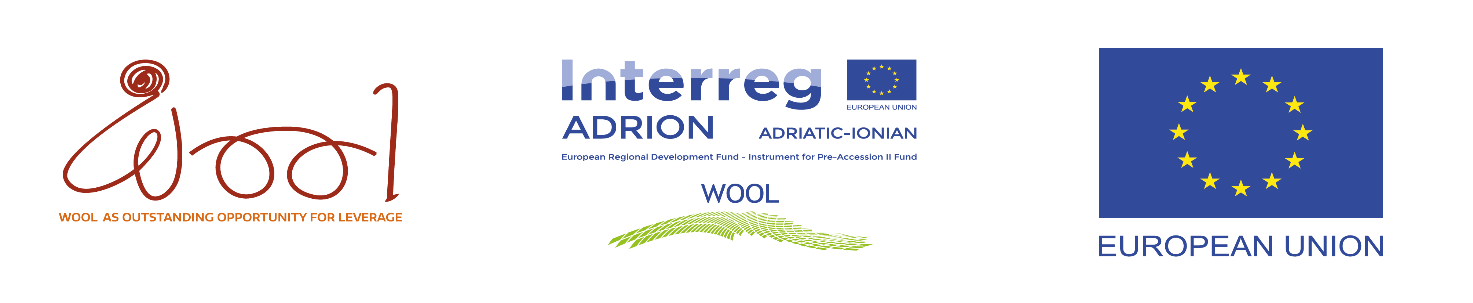 Wool
WOOL AS OUTSTANDING OPPORTUNITY FOR LEVERAGE
Interreg
EUROPEAN UNION
ADRION ADRIATIC-IONIAN
European Regional Development Fund - Instrument for Pre-Accession II Fund
WOOL
EUROPEAN UNION